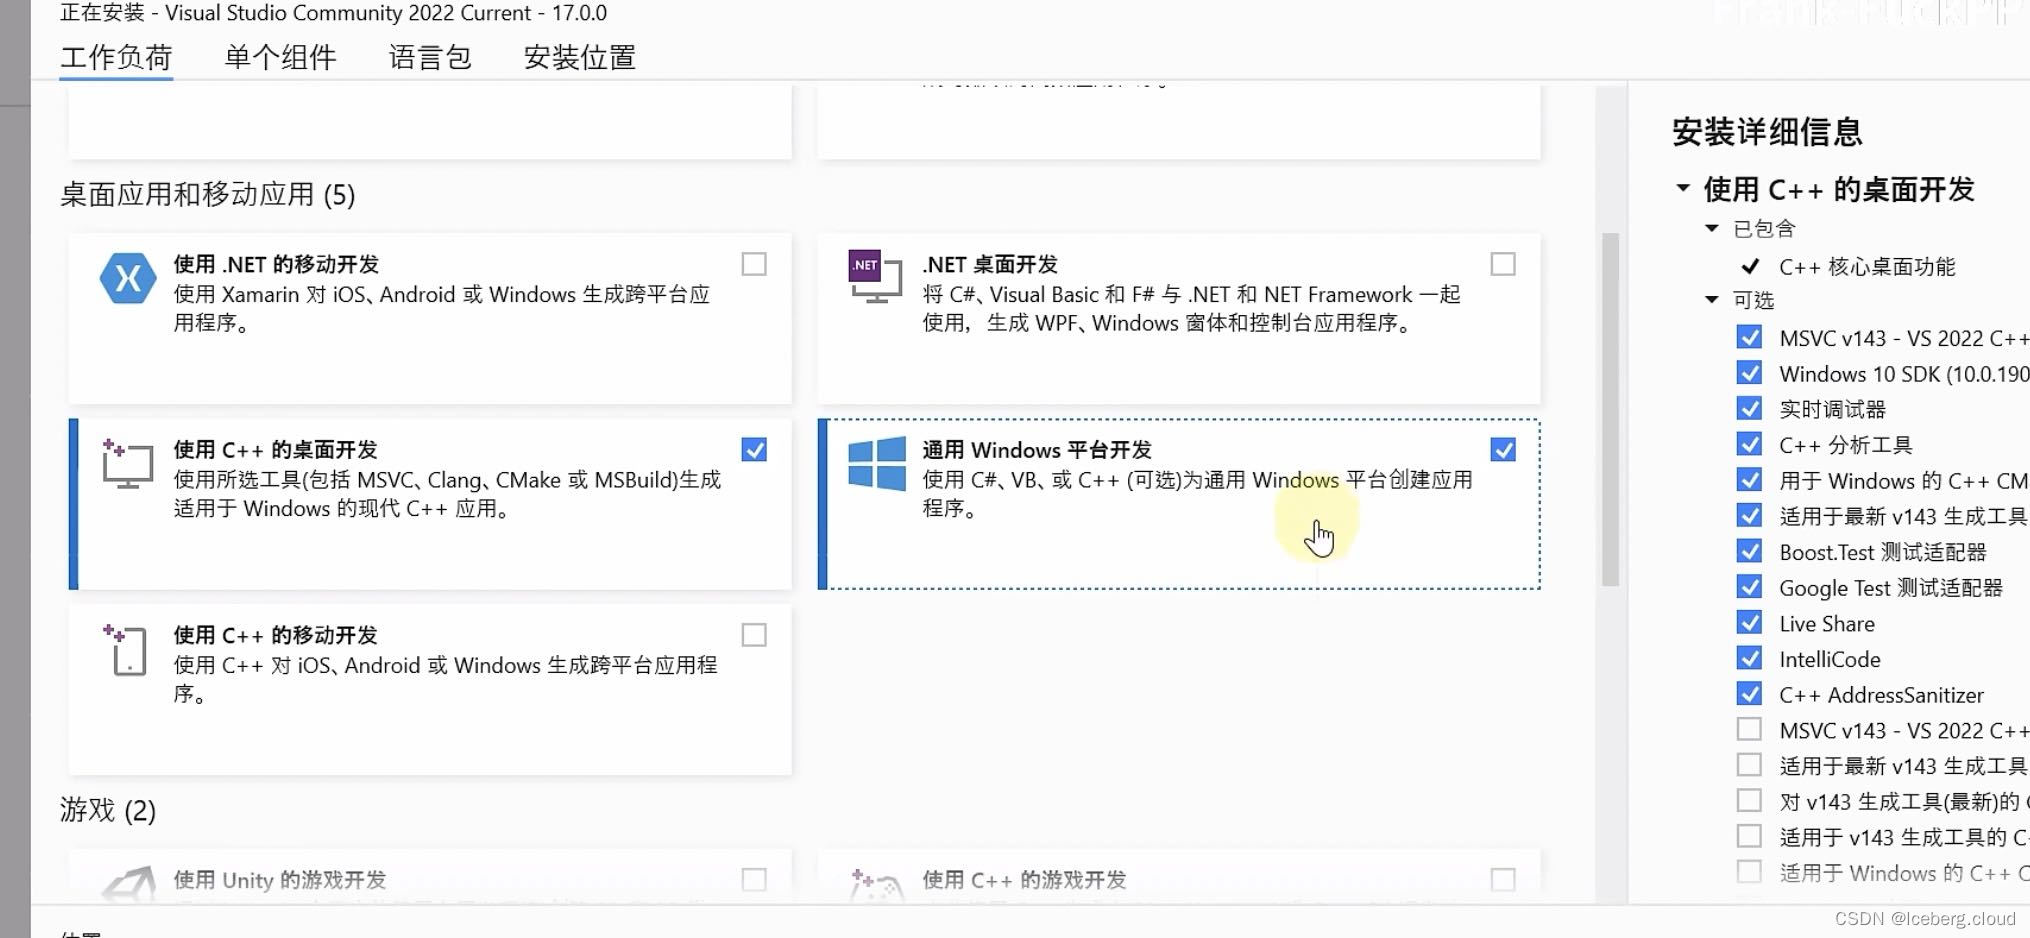 正在安装 - Visual Studio Community 2022 Current - 17.0.0
工作负荷 单个组件 语言包 安装位置
桌面应用和移动应用 (5)
使用 .NET 的移动开发
使用 Xamarin 对 iOS、Android 或 Windows 生成跨平台应
用程序。
.NET
.NET 桌面开发
将 C#、Visual Basic 和 F# 与 .NET 和 NET Framework 一起
使用，生成 WPF、Windows 窗体和控制台应用程序。
使用 C++ 的桌面开发
使用所选工具(包括 MSVC、Clang、CMake 或 MSBuild)生成
适用于 Windows 的现代 C++ 应用。
通用 Windows 平台开发
使用 C#、VB、或 C++ (可选)为通用 Windows 平台创建应用
程序。
使用 C++ 的移动开发
使用 C++ 对 iOS、Android 或 Windows 生成跨平台应用程
序。
游戏 (2)
使用 Unity 的游戏开发
使用 C++ 的游戏开发
安装详细信息
使用 C++ 的桌面开发
已包含
C++ 核心桌面功能
可选
MSVC v143 - VS 2022 C++
Windows 10 SDK (10.0.190
实时调试器
C++ 分析工具
用于 Windows 的 C++ CM
适用于最新 v143 生成工具
Boost.Test 测试适配器
Google Test 测试适配器
Live Share
IntelliCode
C++ AddressSanitizer
MSVC v143 - VS 2022 C++
适用于最新 v143 生成工具
对 v143 生成工具(最新)的
适用于 v143 生成工具的 C
适用于 Windows 的 C++ C
CSDN @Iceberg.cloud